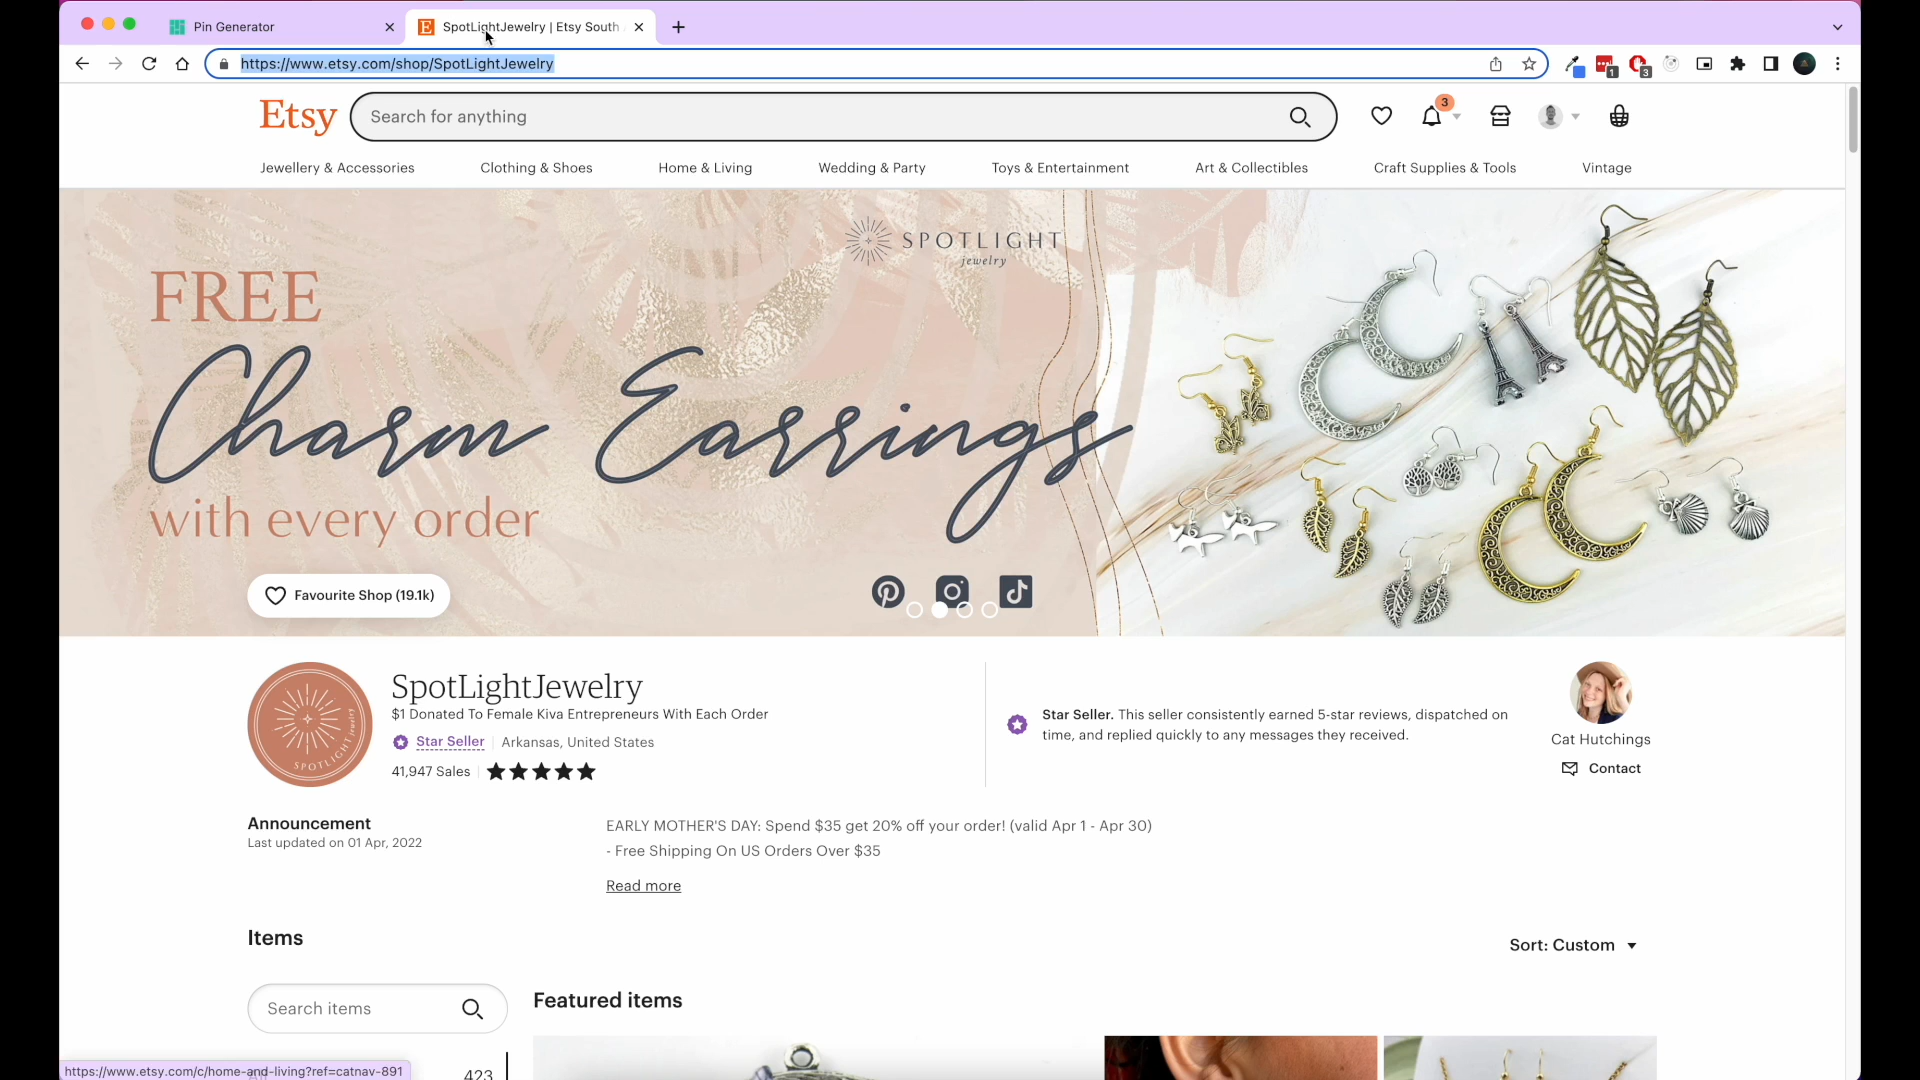 Pin Generator
SpotLightJewelry | Etsy South
https://www.etsy.com/shop/SpotLightJewelry
1
3
Etsy
Search for anything
3
Jewellery & Accessories
Clothing & Shoes
Home & Living
Wedding & Party
Toys & Entertainment
Art & Collectibles
Craft Supplies & Tools
Vintage
SPOTLIGHT
jewelry
FREE
Charm Earrings
with every order
Favourite Shop (19.1k)
SPOTLIGHT jewelry
SpotLightJewelry
$1 Donated To Female Kiva Entrepreneurs With Each Order
Star Seller
Arkansas, United States
41,947 Sales
Star Seller. This seller consistently earned 5-star reviews, dispatched on
time, and replied quickly to any messages they received.
Cat Hutchings
Contact
Announcement
Last updated on 01 Apr, 2022
EARLY MOTHER'S DAY: Spend $35 get 20% off your order! (valid Apr 1 - Apr 30)
- Free Shipping On US Orders Over $35
Read more
Items
Sort: Custom
Search items
Featured items
423
https://www.etsy.com/c/home-and-living?ref=catnav-891